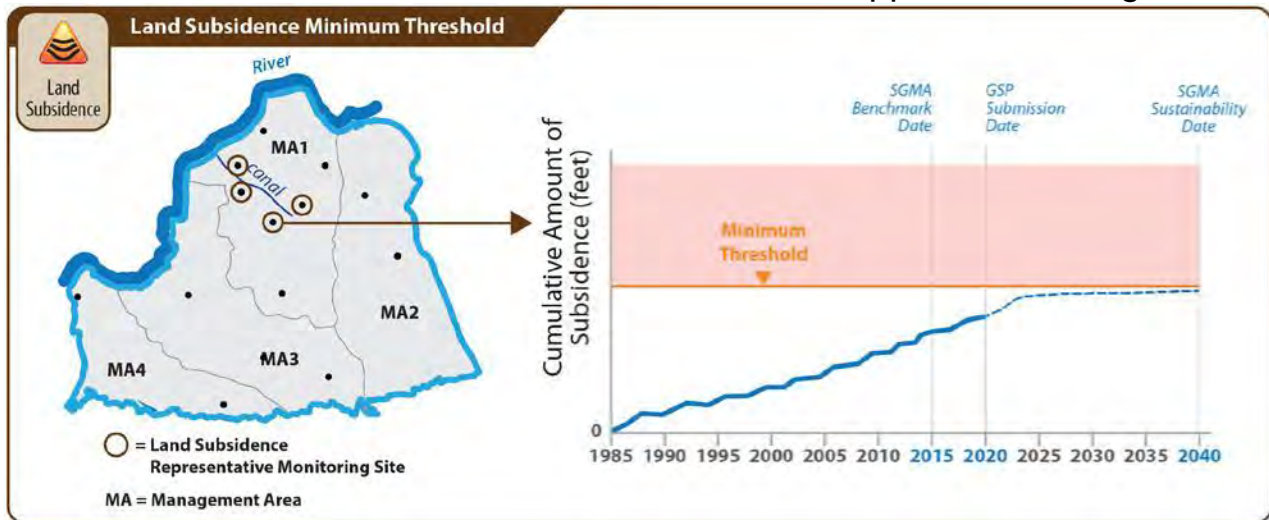 Land Subsidence Minimum Threshold
Land
Subsidence
River
MA1
canal
MA2
MA3
MA4
= Land Subsidence
Representative Monitoring Site
MA = Management Area
Cumulative Amount of
Subsidence (feet)
SGMA
Benchmark
Date
GSP
Submission
Date
SGMA
Sustainability
Date
Minimum
Threshold
0
1985 1990 1995 2000 2005 2010 2015 2020 2025 2030 2035 2040